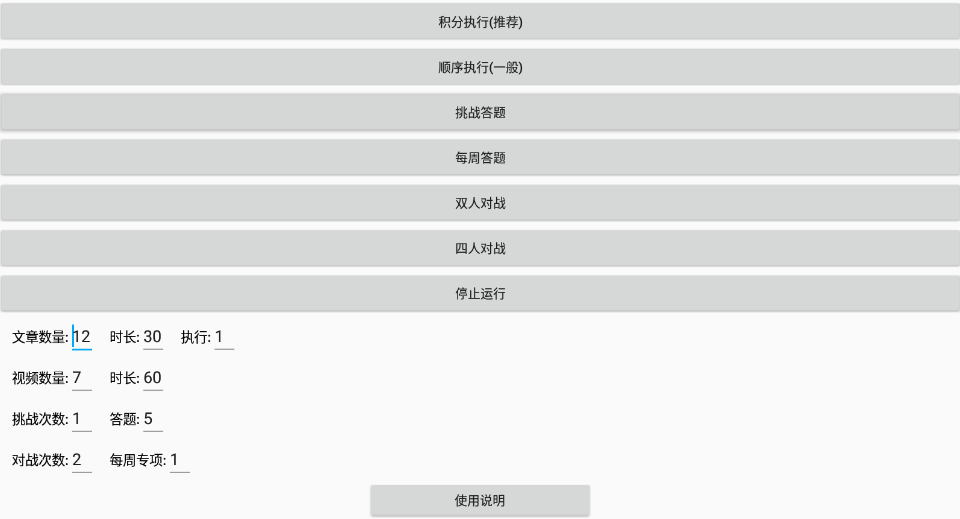 积分执行(推荐)
顺序执行(一般)
挑战答题
每周答题
双人对战
四人对战
停止运行
文章数量: 12 时长: 30 执行: 1
视频数量: 7 时长: 60
挑战次数: 1 答题: 5
对战次数: 2 每周专项: 1
使用说明